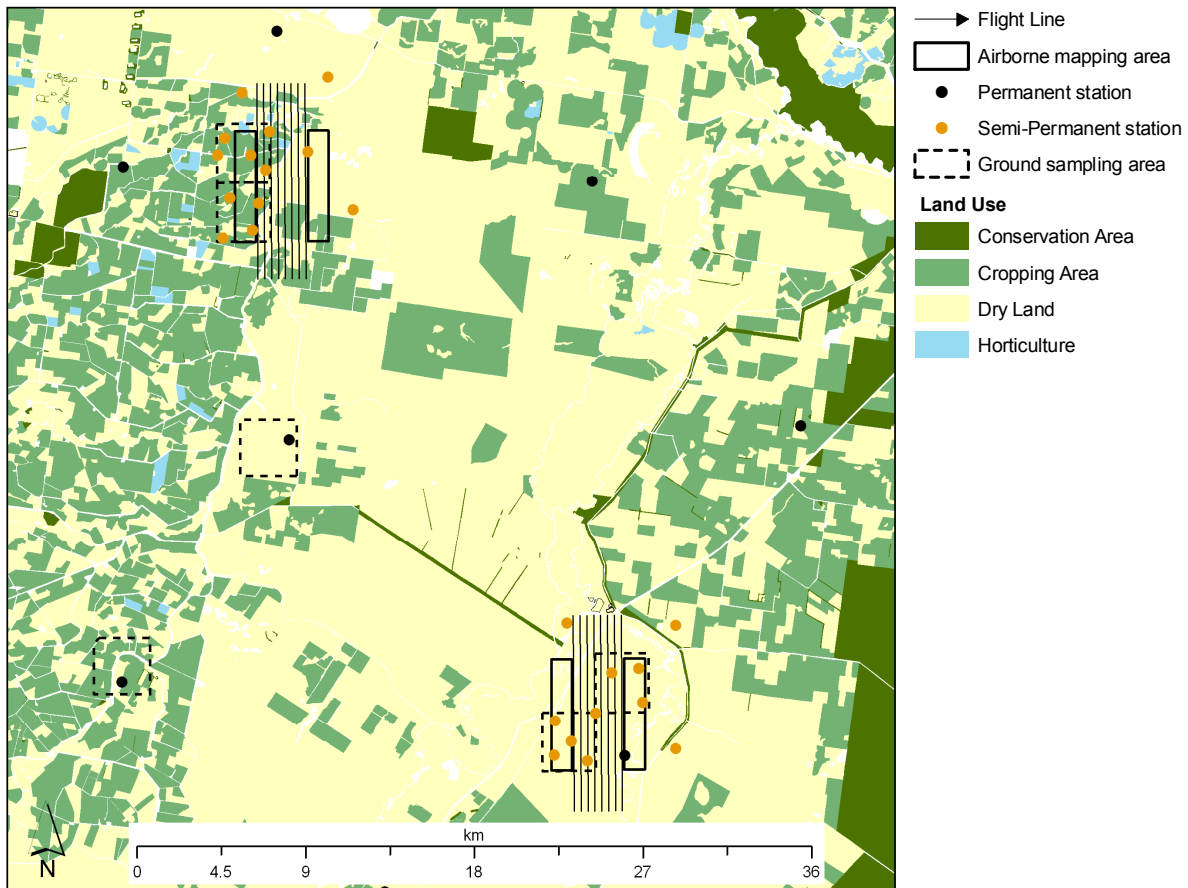 Flight Line
Airborne mapping area
Permanent station
Semi-Permanent station
Ground sampling area
Land Use
Conservation Area
Cropping Area
Dry Land
Horticulture
km
N
0 4.5 9 18 27 36